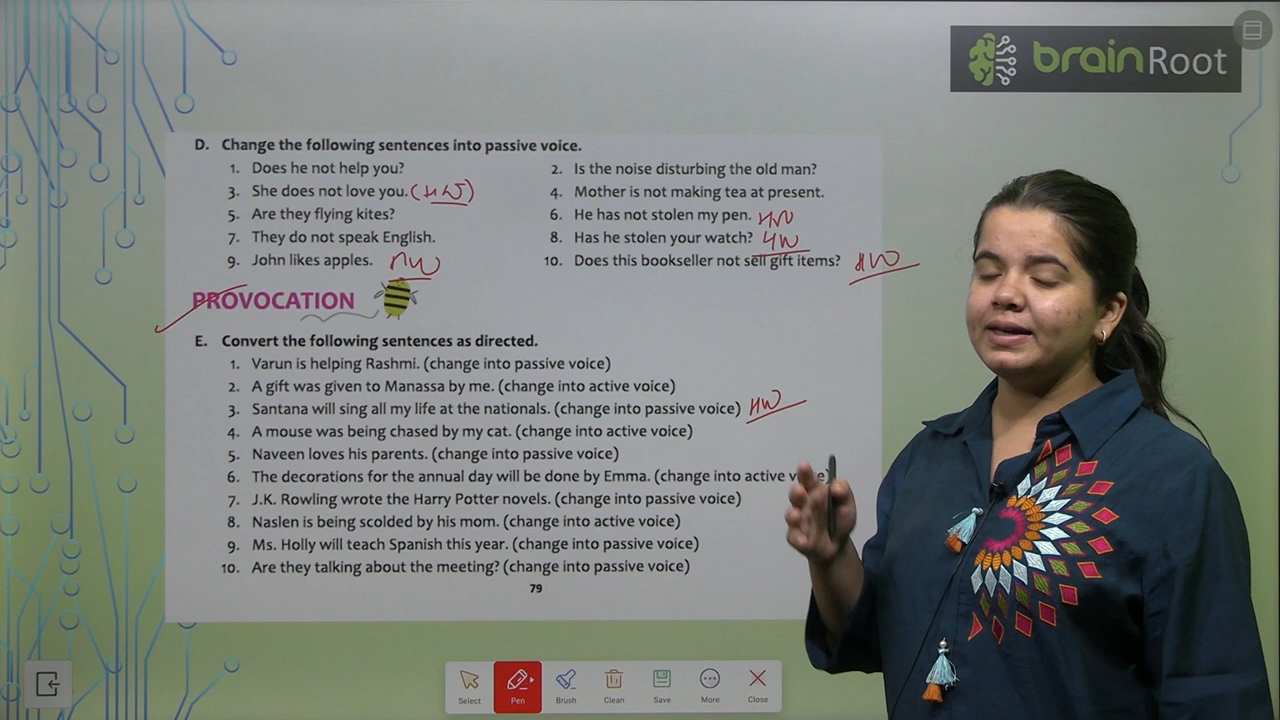 brainRoot
D. Change the following sentences into passive voice.
1. Does he not help you?
2. Is the noise disturbing the old man?
3. She does not love you. (HW)
4. Mother is not making tea at present.
5. Are they flying kites?
6. He has not stolen my pen. HW
7. They do not speak English.
8. Has he stolen your watch? HW
9. John likes apples. HW
10. Does this bookseller not sell gift items? HW
PROVOCATION
E. Convert the following sentences as directed.
1. Varun is helping Rashmi. (change into passive voice)
2. A gift was given to Manassa by me. (change into active voice)
3. Santana will sing all my life at the nationals. (change into passive voice) HW
4. A mouse was being chased by my cat. (change into active voice)
5. Naveen loves his parents. (change into passive voice)
6. The decorations for the annual day will be done by Emma. (change into active voice)
7. J.K. Rowling wrote the Harry Potter novels. (change into passive voice)
8. Naslen is being scolded by his mom. (change into active voice)
9. Ms. Holly will teach Spanish this year. (change into passive voice)
10. Are they talking about the meeting? (change into passive voice)
79
Select Pen Brush Clean Save More Close